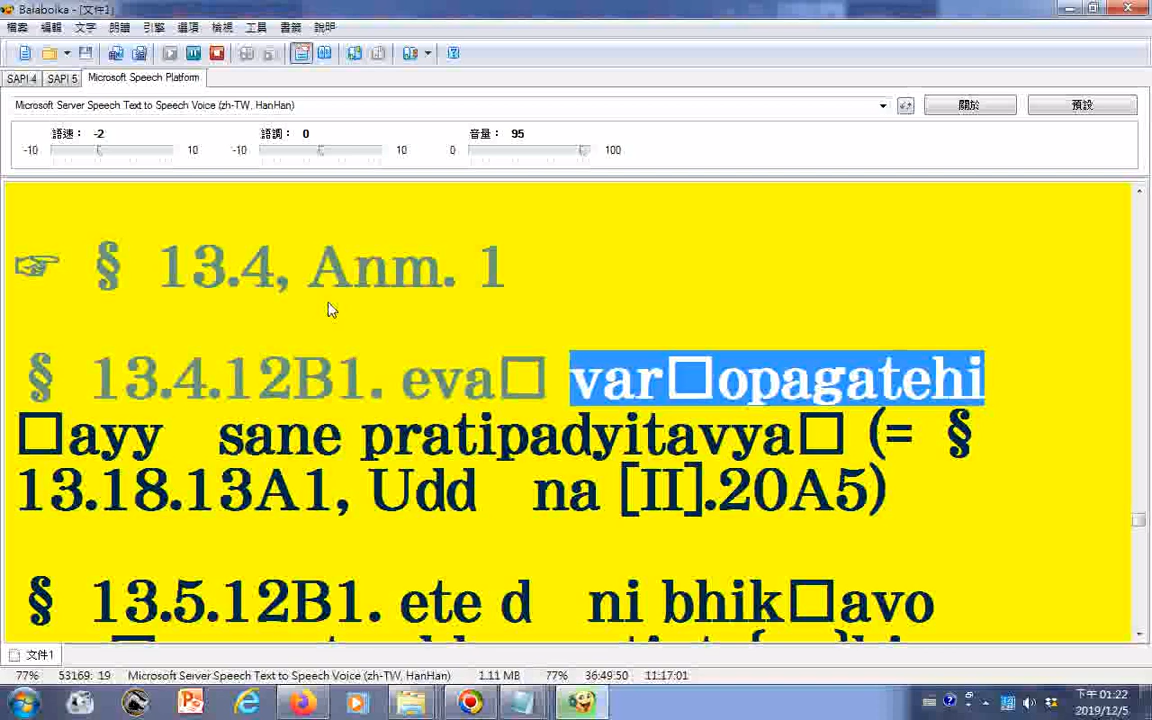 Balabolka - [文件1]
檔案 編輯 文字 朗讀 引擎 選項 檢視 工具 書籤 說明
SAPI 4 SAPI 5 Microsoft Speech Platform
Microsoft Server Speech Text to Speech Voice (zh-TW, HanHan) 關於 預設
語速： -2 語調： 0 音量： 95
-10 10 -10 10 0 100
☞ § 13.4, Anm. 1
§ 13.4.12B1. eva□ var□opagatehi
□ayy sane pratipadyitavya□ (= §
13.18.13A1, Udd na [II].20A5)
§ 13.5.12B1. ete d ni bhik□avo
文件1
77% 53169: 19 Microsoft Server Speech Text to Speech Voice (zh-TW, HanHan) 1.11 MB 77% 36:49:50 11:17:01
下午 01:22
2019/12/5